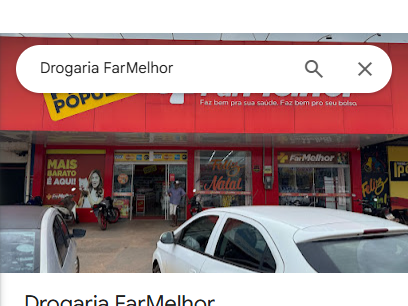 Drogaria FarMelhor
POPUL
FarMelhor
Faz bem pra sua saúde. Faz bem pro seu bolso.
MAIS
BARATO
É AQUI!
FarMelhor
Feliz
Natal
Feliz
Drogaria FarMelhor